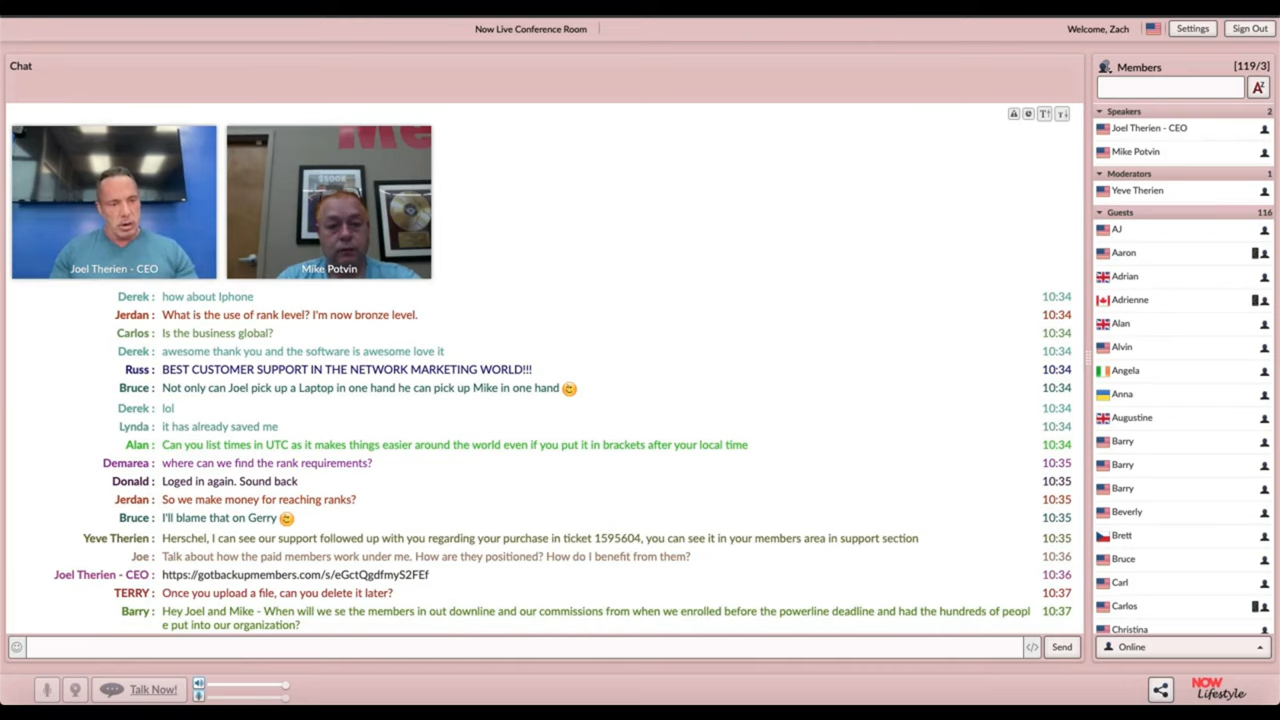 Now Live Conference Room
Welcome, Zach
Settings
Sign Out
Chat
Members
[119/3]
Joel Therien - CEO
Mike Potvin
Derek : how about Iphone 10:34
Jerdan : What is the use of rank level? I'm now bronze level. 10:34
Carlos : Is the business global? 10:34
Derek : awesome thank you and the software is awesome love it 10:34
Russ : BEST CUSTOMER SUPPORT IN THE NETWORK MARKETING WORLD!!! 10:34
Bruce : Not only can Joel pick up a Laptop in one hand he can pick up Mike in one hand 10:34
Derek : lol 10:34
Lynda : it has already saved me 10:34
Alan : Can you list times in UTC as it makes things easier around the world even if you put it in brackets after your local time 10:34
Demarea : where can we find the rank requirements? 10:35
Donald : Loged in again. Sound back 10:35
Jerdan : So we make money for reaching ranks? 10:35
Bruce : I'll blame that on Gerry 10:35
Yeve Therien : Herschel, I can see our support followed up with you regarding your purchase in ticket 1595604, you can see it in your members area in support section 10:35
Joe : Talk about how the paid members work under me. How are they positioned? How do I benefit from them? 10:36
Joel Therien - CEO : https://gotbackupmembers.com/s/eGctQgdfmyS2FEf 10:36
TERRY : Once you upload a file, can you delete it later? 10:37
Barry : Hey Joel and Mike - When will we se the members in out downline and our commissions from when we enrolled before the powerline deadline and had the hundreds of peopl 10:37
e put into our organization?
Send
Speakers 2
Joel Therien - CEO
Mike Potvin
Moderators 1
Yeve Therien
Guests 116
AJ
Aaron
Adrian
Adrienne
Alan
Alvin
Angela
Anna
Augustine
Barry
Barry
Barry
Beverly
Brett
Bruce
Carl
Carlos
Christina
Online
Talk Now!
NOW
Lifestyle